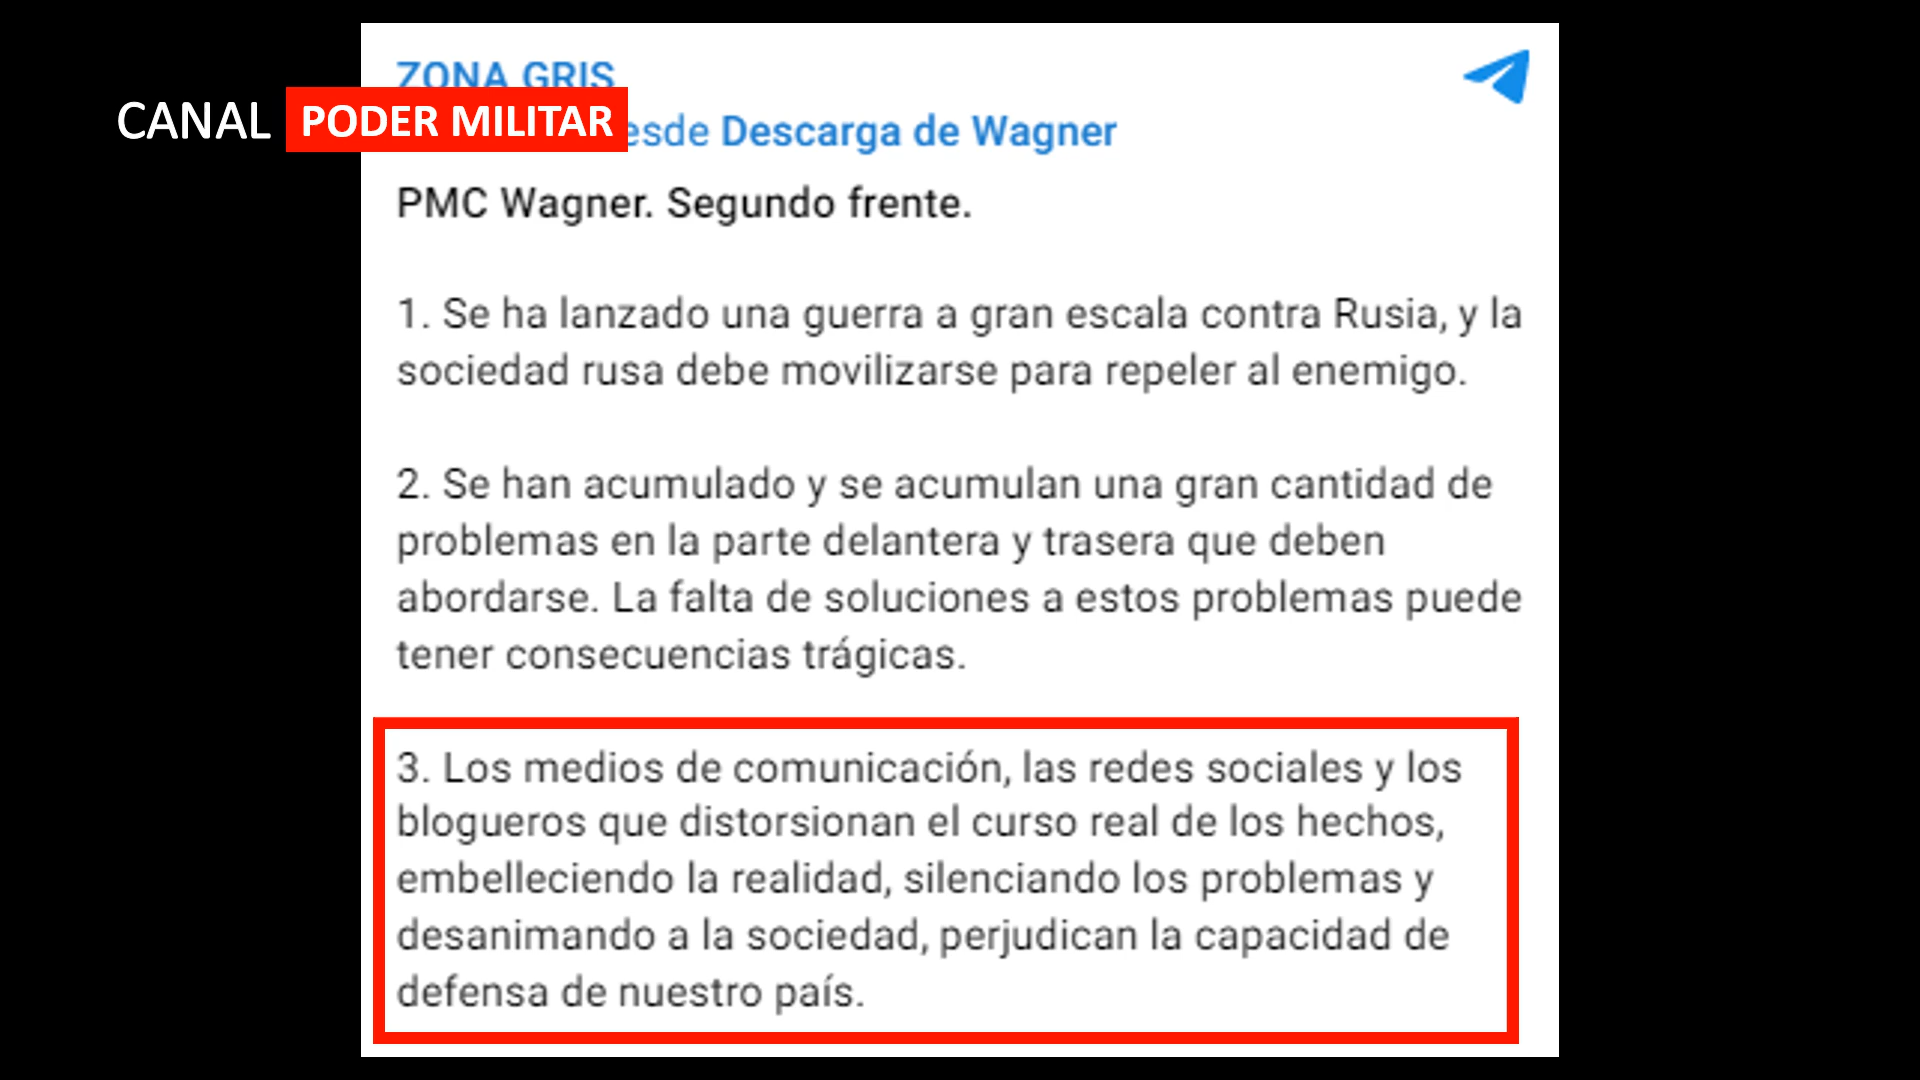 ZONA GRIS
CANAL PODER MILITAR
Descarga de Wagner
PMC Wagner. Segundo frente.
1. Se ha lanzado una guerra a gran escala contra Rusia, y la
sociedad rusa debe movilizarse para repeler al enemigo.
2. Se han acumulado y se acumulan una gran cantidad de
problemas en la parte delantera y trasera que deben
abordarse. La falta de soluciones a estos problemas puede
tener consecuencias trágicas.
3. Los medios de comunicación, las redes sociales y los
blogueros que distorsionan el curso real de los hechos,
embelleciendo la realidad, silenciando los problemas y
desanimando a la sociedad, perjudican la capacidad de
defensa de nuestro país.